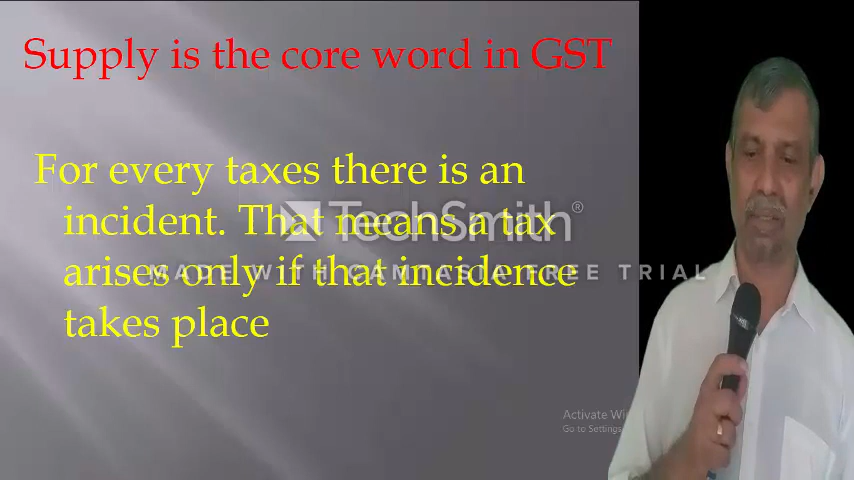 Supply is the core word in GST
For every taxes there is an
incident. That means a tax
TechSmith®
arises only if that incidence
MADE WITH CAMTASIA FREE TRIAL
takes place
Activate Wi
Go to Settings